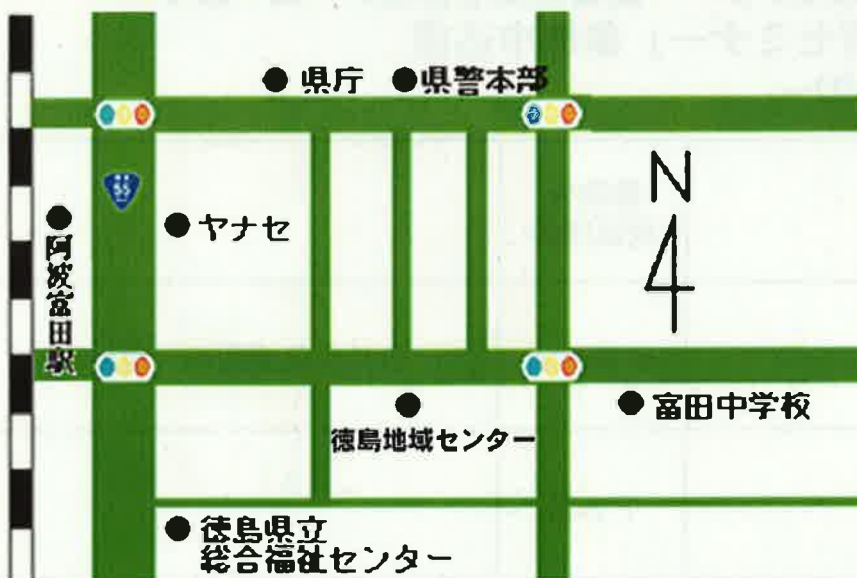 県庁
県警本部
N
55
ヤナセ
阿波富田駅
富田中学校
徳島地域センター
徳島県立
総合福祉センター